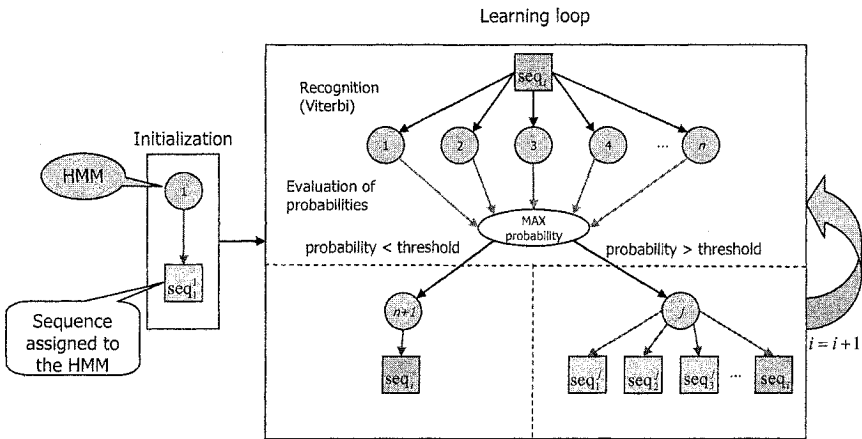 Learning loop
seq_i
Recognition
(Viterbi)
Initialization
1
2
3
4
...
n
HMM
1
Evaluation of
probabilities
MAX
probability
probability < threshold
probability > threshold
seq_1^1
n+1
j
Sequence
assigned to
the HMM
i = i+1
seq_i
seq_1^j
seq_2^j
seq_3^j
...
seq_i